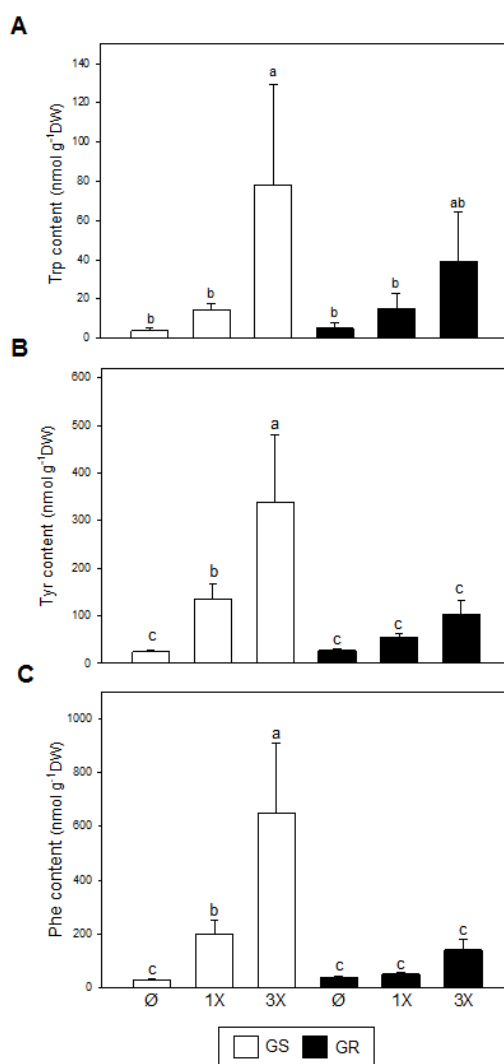 A
Trp content (nmol g⁻¹DW)
140
120
100
80
60
40
20
0
b
b
a
b
b
ab
B
Tyr content (nmol g⁻¹DW)
600
500
400
300
200
100
0
c
b
a
c
c
c
C
Phe content (nmol g⁻¹DW)
1000
800
600
400
200
0
c
b
a
c
c
c
Ø 1X 3X Ø 1X 3X
GS GR